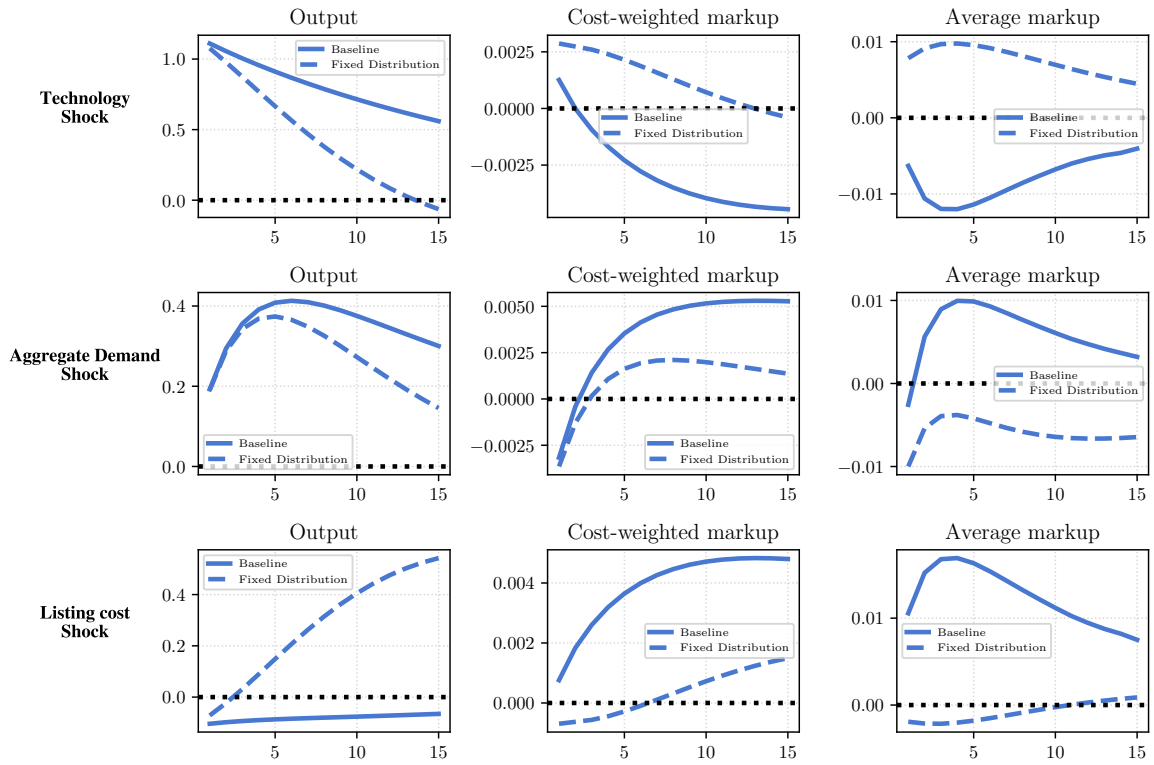 Output
Cost-weighted markup
Average markup
Technology
Shock
1.0
0.5
0.0
Baseline
Fixed Distribution
5
10
15
0.0025
0.0000
−0.0025
Baseline
Fixed Distribution
5
10
15
0.01
0.00
−0.01
Baseline
Fixed Distribution
5
10
15
Output
Cost-weighted markup
Average markup
Aggregate Demand
Shock
0.4
0.2
0.0
Baseline
Fixed Distribution
5
10
15
0.0050
0.0025
0.0000
−0.0025
Baseline
Fixed Distribution
5
10
15
0.01
0.00
−0.01
Baseline
Fixed Distribution
5
10
15
Output
Cost-weighted markup
Average markup
Listing cost
Shock
0.4
0.2
0.0
Baseline
Fixed Distribution
5
10
15
0.004
0.002
0.000
Baseline
Fixed Distribution
5
10
15
0.01
0.00
Baseline
Fixed Distribution
5
10
15